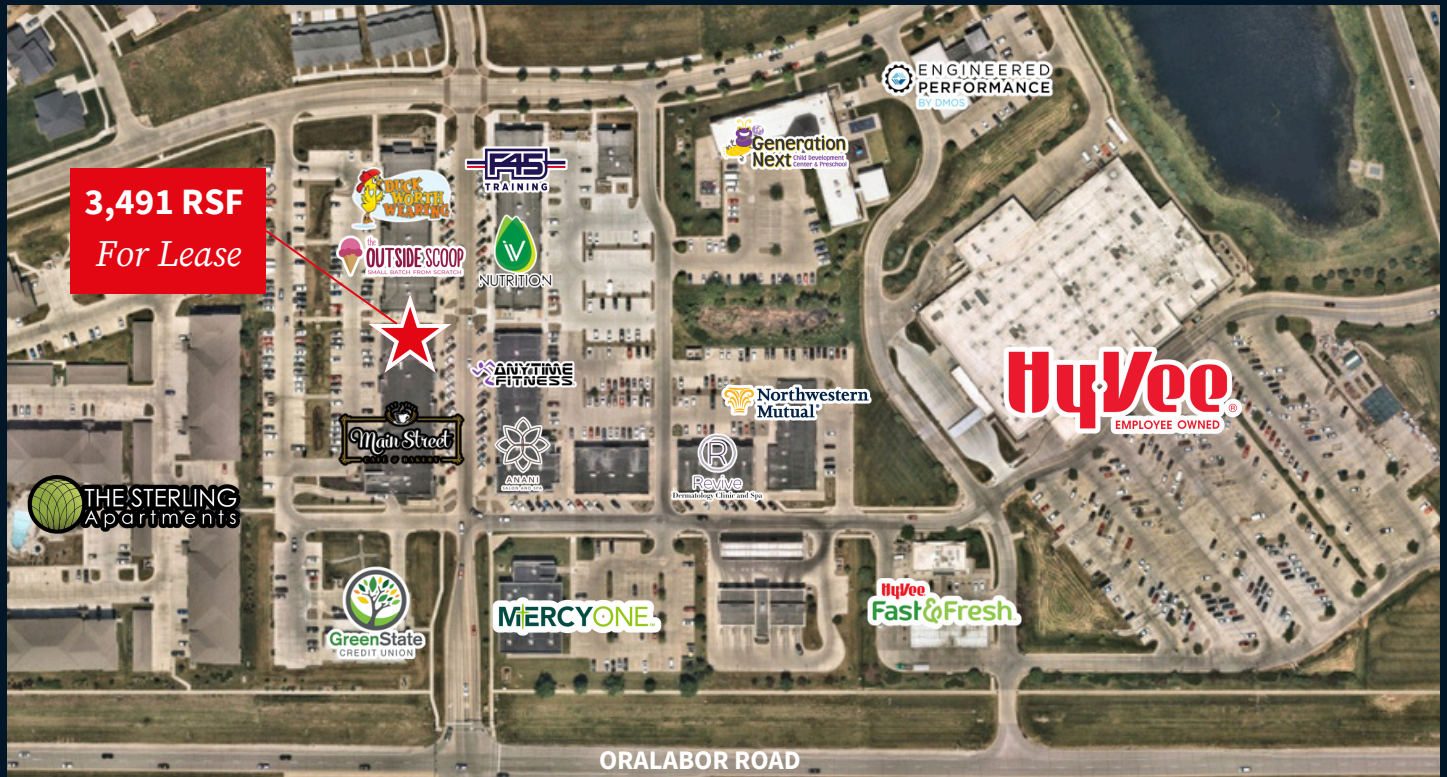 ENGINEERED
PERFORMANCE
BY DMOS
Generation
Next Child Development
Center & Preschool
F45
TRAINING
3,491 RSF
For Lease
DUCK
WORTH
WEARING
the
OUTSIDE SCOOP
SMALL BATCH FROM SCRATCH
iV
NUTRITION
HyVee®
EMPLOYEE OWNED
ANYTIME
FITNESS
Northwestern
Mutual®
Main Street
CAFE & BAKERY
ANANI
SALON AND SPA
R
Revive
Dermatology Clinic and Spa
THE STERLING
Apartments
GreenState
CREDIT UNION
MERCYONE™
HyVee
Fast&Fresh
ORALABOR ROAD